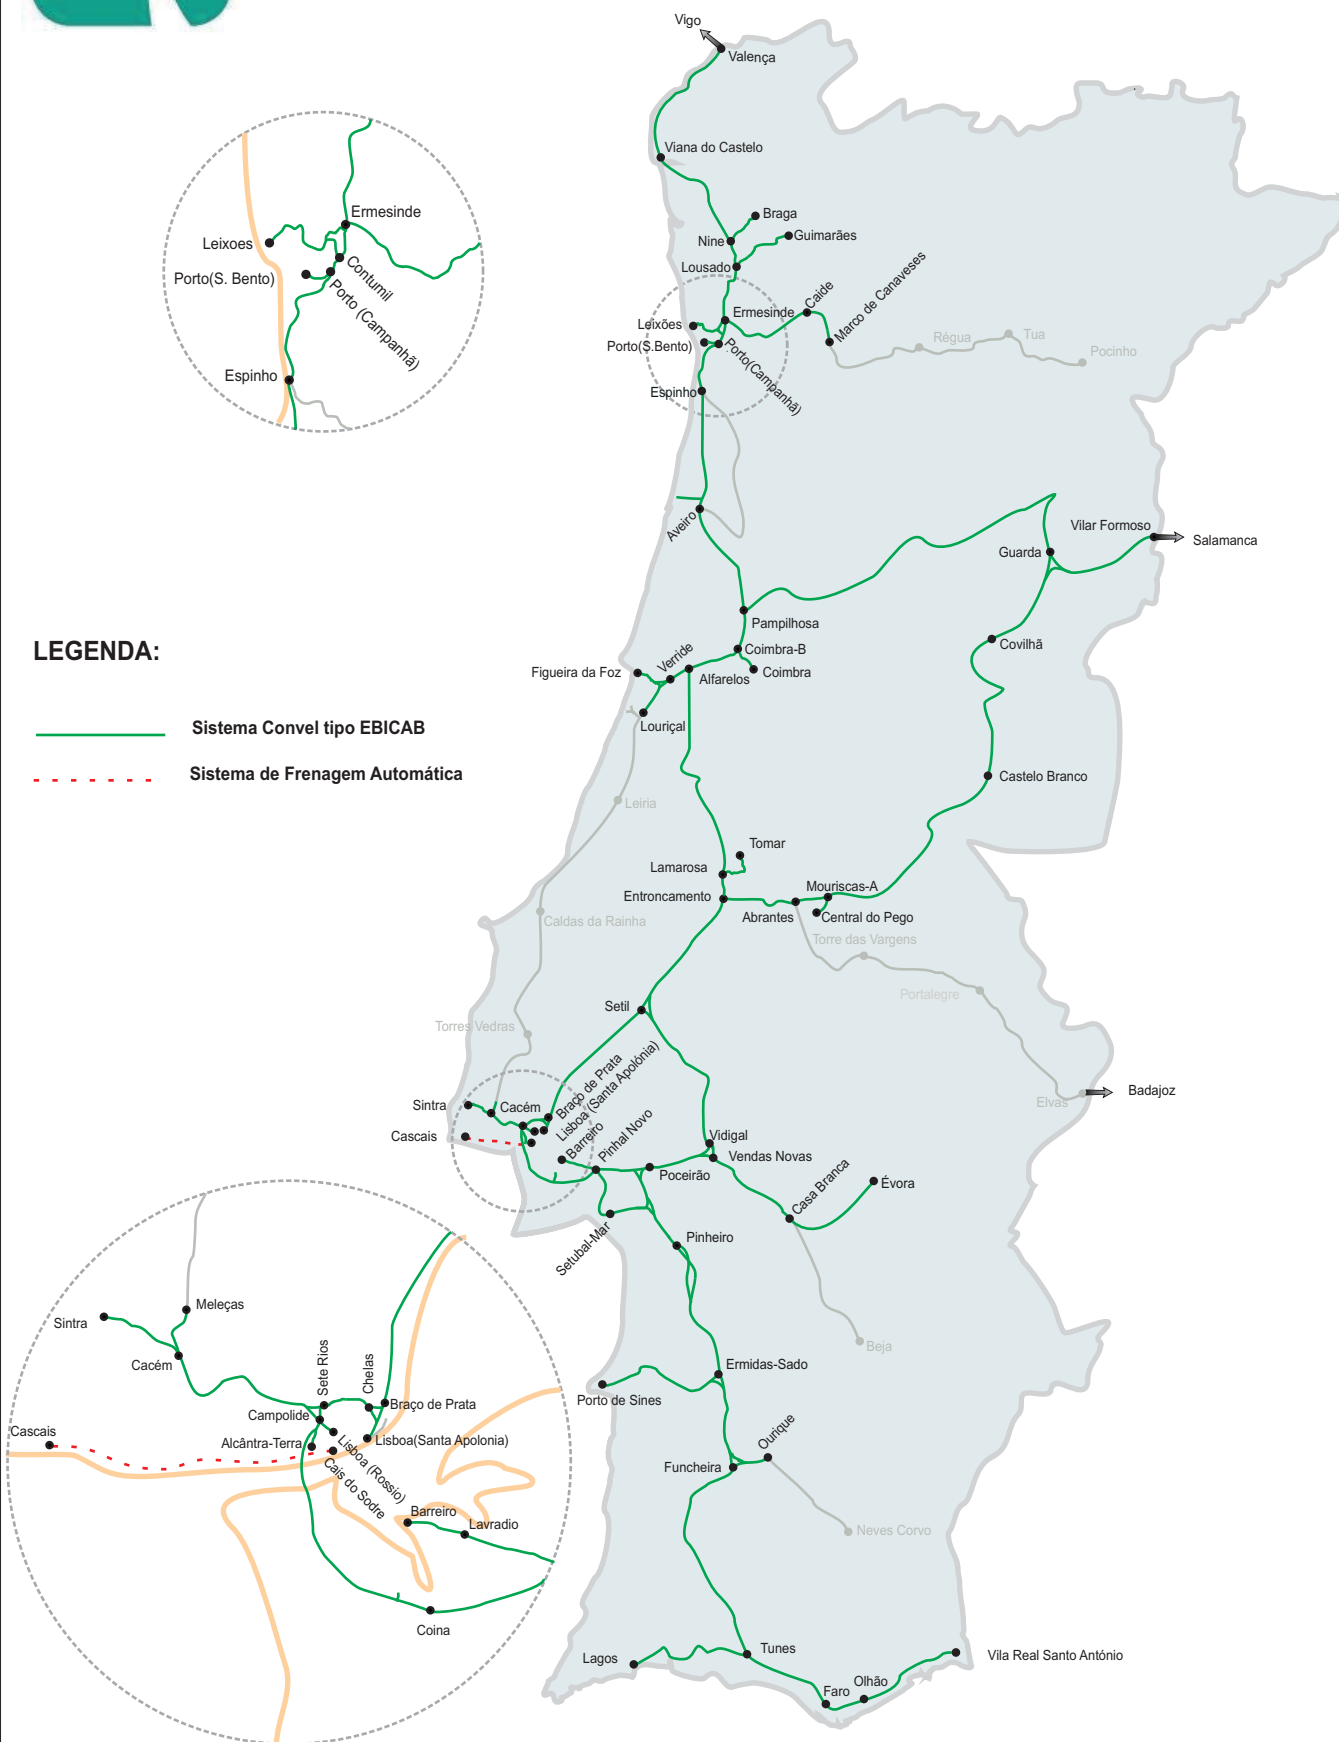 Vigo
Valença
Viana do Castelo
Braga
Nine
Guimarães
Lousado
Ermesinde
Caide
Marco de Canaveses
Leixões
Porto(S.Bento)
Porto(Campanhã)
Régua
Tua
Pocinho
Espinho
Ermesinde
Leixoes
Contumil
Porto(S. Bento)
Porto (Campanhã)
Espinho
Aveiro
Vilar Formoso
Salamanca
Guarda
Pampilhosa
Covilhã
Coimbra-B
Verride
Figueira da Foz
Alfarelos
Coimbra
Louriçal
LEGENDA:
Sistema Convel tipo EBICAB
Sistema de Frenagem Automática
Castelo Branco
Leiria
Tomar
Lamarosa
Entroncamento
Mouriscas-A
Abrantes
Central do Pego
Caldas da Rainha
Torre das Vargens
Portalegre
Setil
Torres Vedras
Elvas
Badajoz
Sintra
Cacém
Braço de Prata
Lisboa (Santa Apolónia)
Cascais
Barreiro
Pinhal Novo
Vidigal
Vendas Novas
Poceirão
Casa Branca
Évora
Setubal-Mar
Pinheiro
Beja
Ermidas-Sado
Porto de Sines
Ourique
Funcheira
Neves Corvo
Meleças
Sintra
Cacém
Sete Rios
Chelas
Braço de Prata
Campolide
Cascais
Alcântra-Terra
Lisboa(Santa Apolonia)
Lisboa (Rossio)
Cais do Sodre
Barreiro
Lavradio
Coina
Lagos
Tunes
Faro
Olhão
Vila Real Santo António